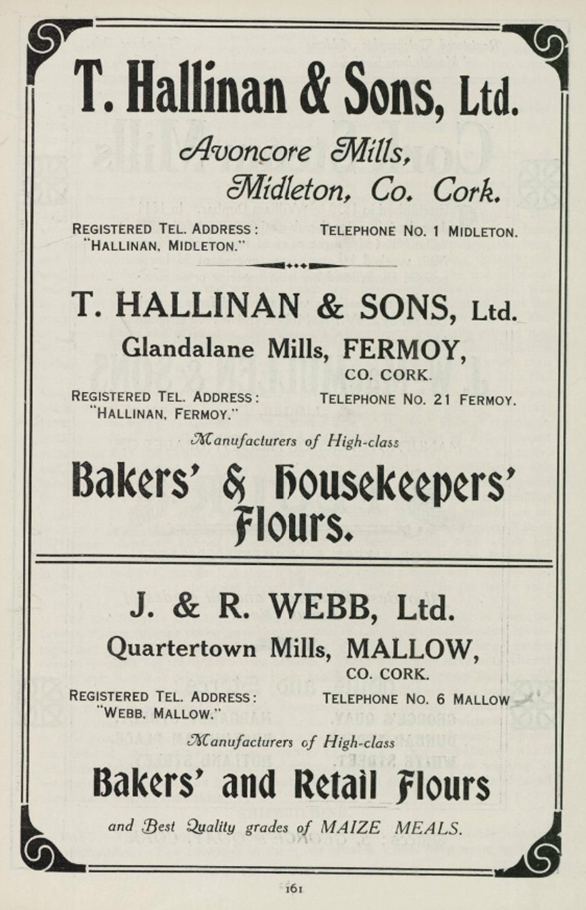 T. Hallinan & Sons, Ltd.
Avoncore Mills,
Midleton, Co. Cork.
REGISTERED TEL. ADDRESS: TELEPHONE NO. 1 MIDLETON.
"HALLINAN, MIDLETON."
T. HALLINAN & SONS, Ltd.
Glandalane Mills, FERMOY,
CO. CORK.
REGISTERED TEL. ADDRESS: TELEPHONE NO. 21 FERMOY.
"HALLINAN, FERMOY."
Manufacturers of High-class
Bakers' & Housekeepers'
Flours.
J. & R. WEBB, Ltd.
Quartertown Mills, MALLOW,
CO. CORK.
REGISTERED TEL. ADDRESS: TELEPHONE NO. 6 MALLOW
"WEBB, MALLOW."
Manufacturers of High-class
Bakers' and Retail Flours
and Best Quality grades of MAIZE MEALS.
161